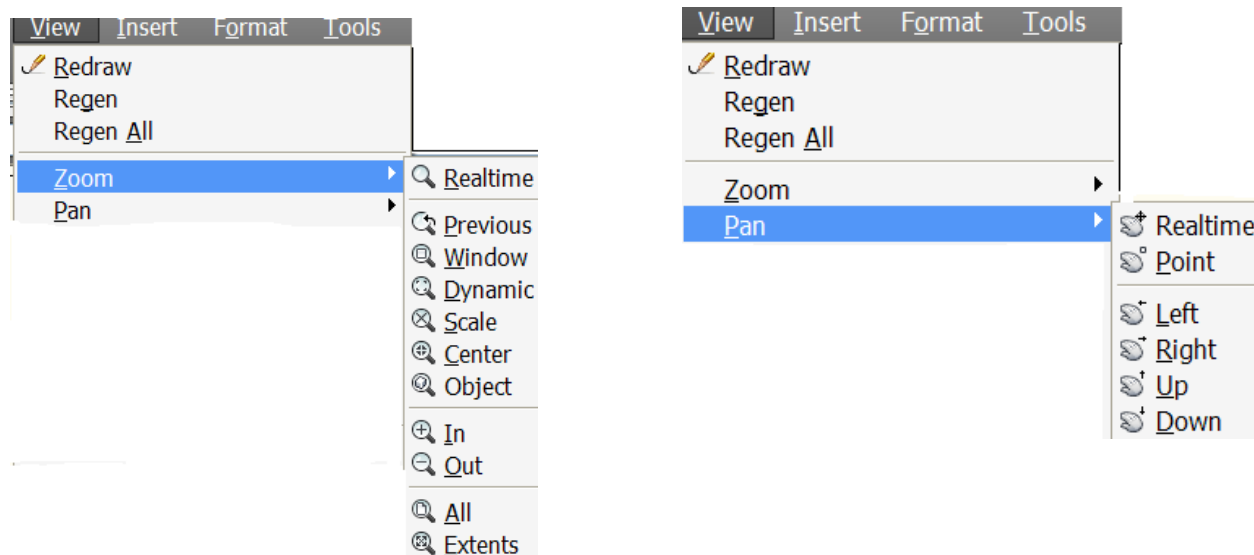 View Insert Format Tools
Redraw
Regen
Regen All
Zoom
Pan
Realtime
Previous
Window
Dynamic
Scale
Center
Object
In
Out
All
Extents
View Insert Format Tools
Redraw
Regen
Regen All
Zoom
Pan
Realtime
Point
Left
Right
Up
Down